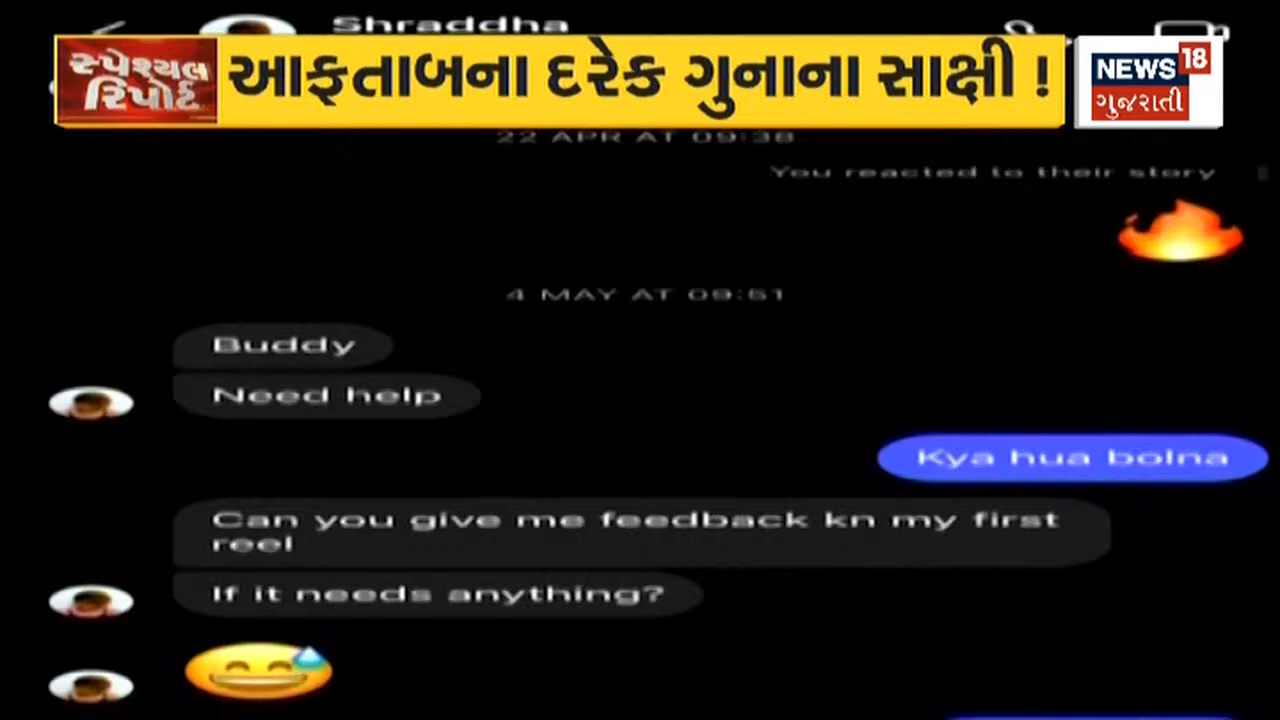 Shraddha
સ્પેશ્યલ
રિપોર્ટ
આફતાબના દરેક ગુનાના સાક્ષી !
NEWS 18
ગુજરાતી
22 APR AT 09:38
You reacted to their story
4 MAY AT 09:51
Buddy
Need help
Kya hua bolna
Can you give me feedback kn my first
reel
If it needs anything?